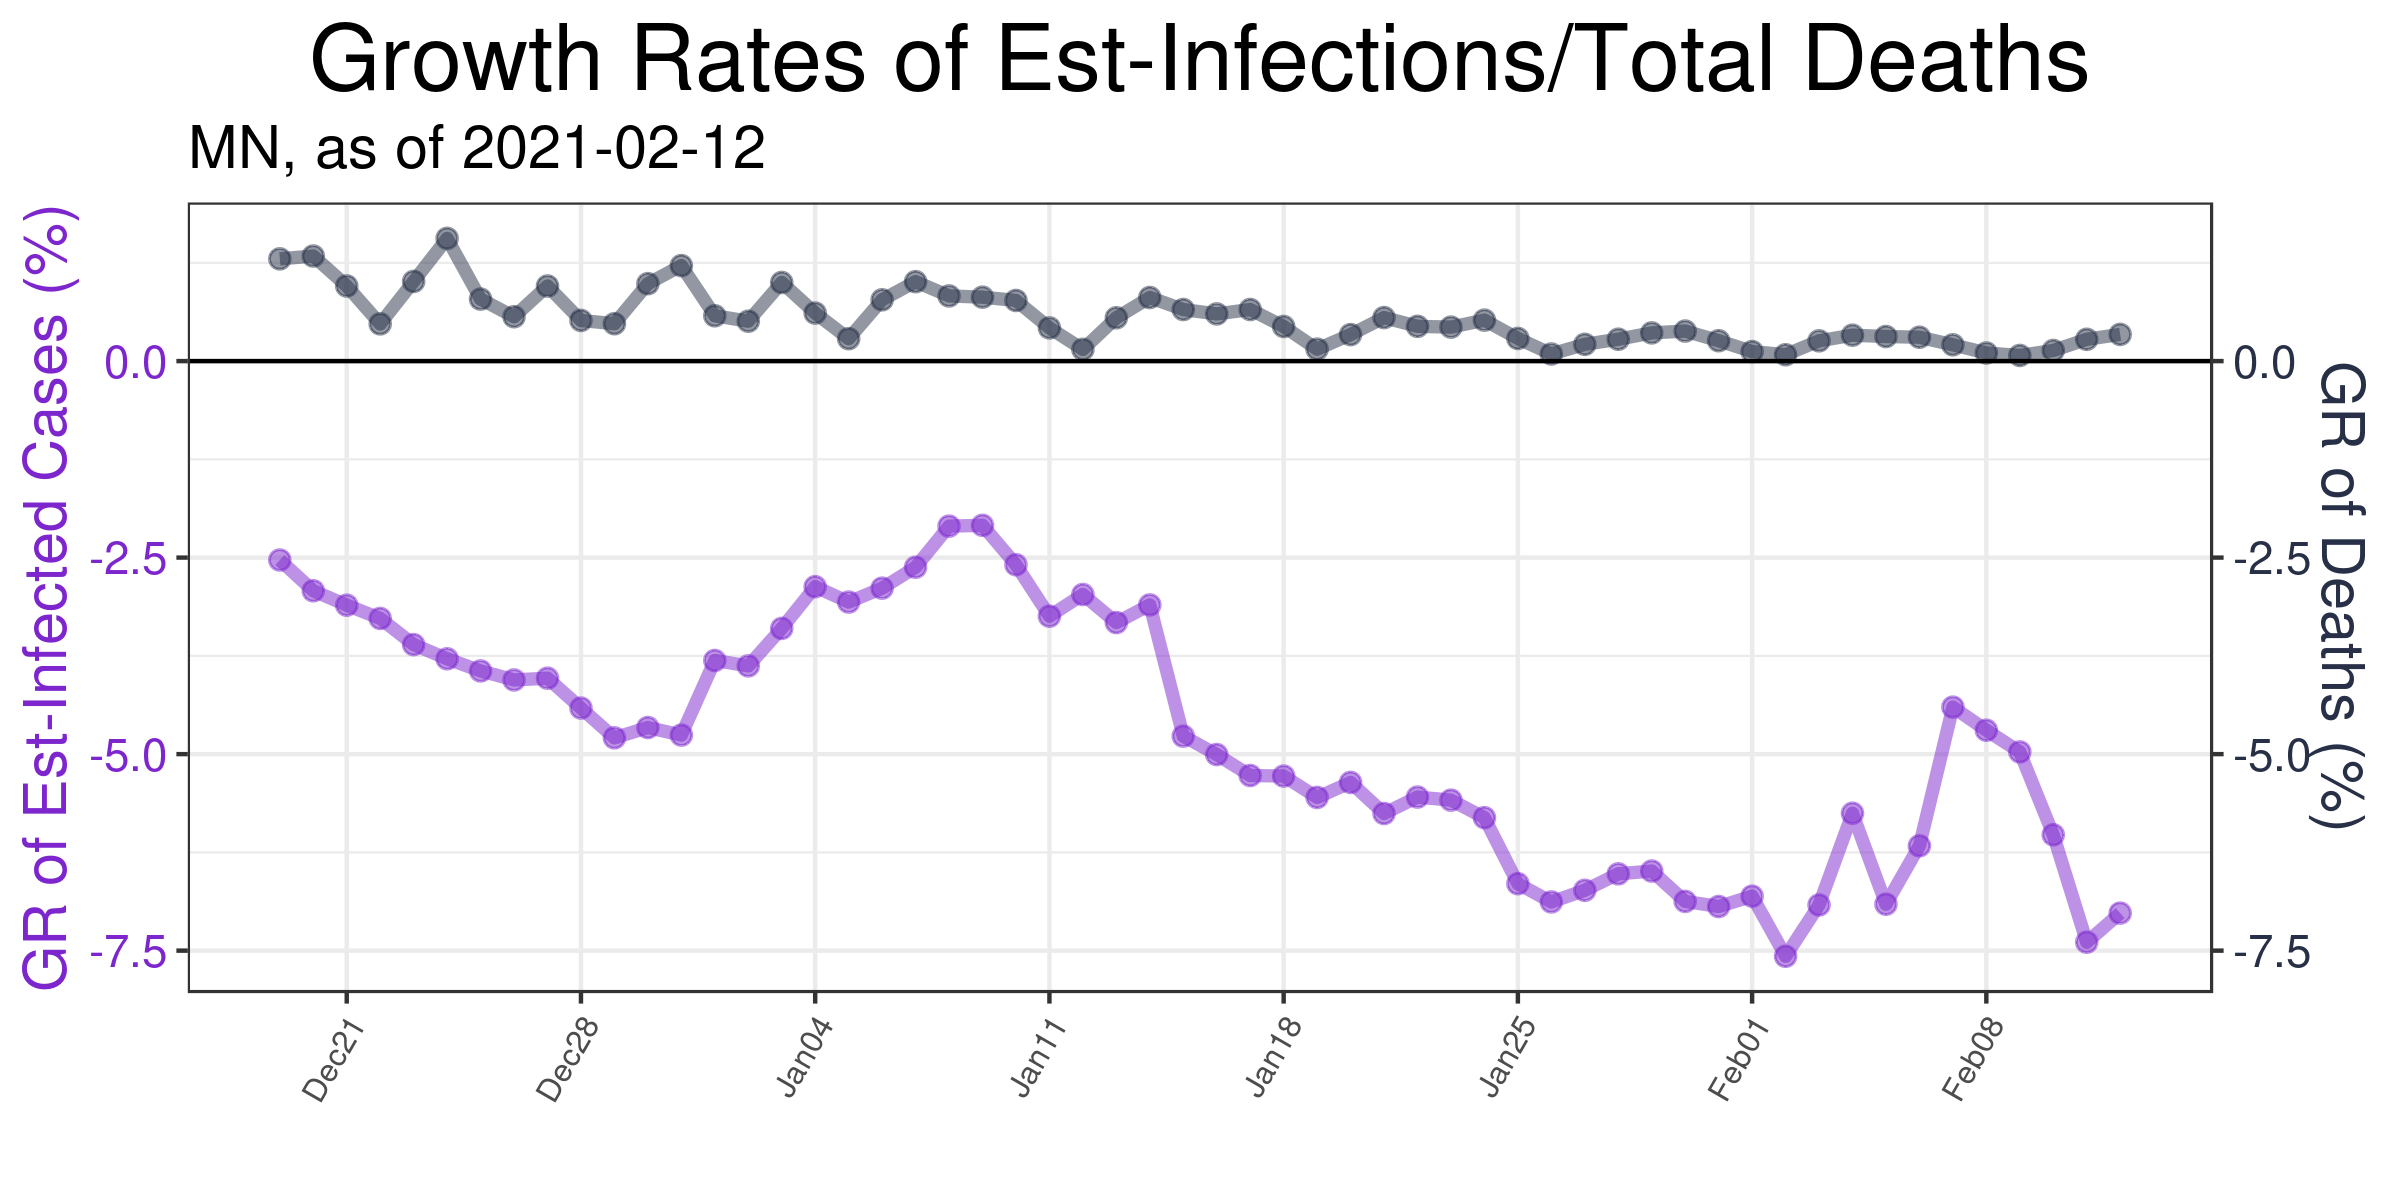 Growth Rates of Est-Infections/Total Deaths
MN, as of 2021-02-12
GR of Est-Infected Cases (%)
0.0
-2.5
-5.0
-7.5
0.0
-2.5
-5.0
-7.5
GR of Deaths (%)
Dec21
Dec28
Jan04
Jan11
Jan18
Jan25
Feb01
Feb08